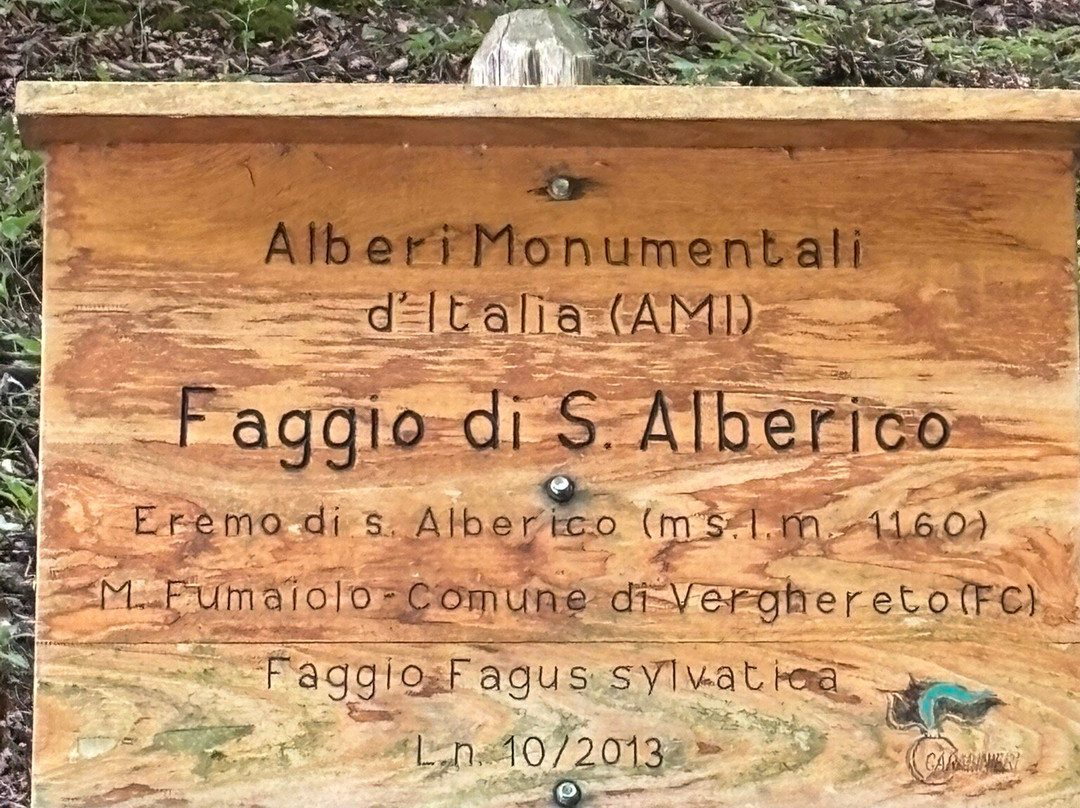 Alberi Monumentali
d'Italia (AMI)
Faggio di S. Alberico
Eremo di s. Alberico (m s.l.m. 1160)
M. Fumaiolo - Comune di Verghereto (FC)
Faggio Fagus sylvatica
L.n. 10/2013
CARABINIERI